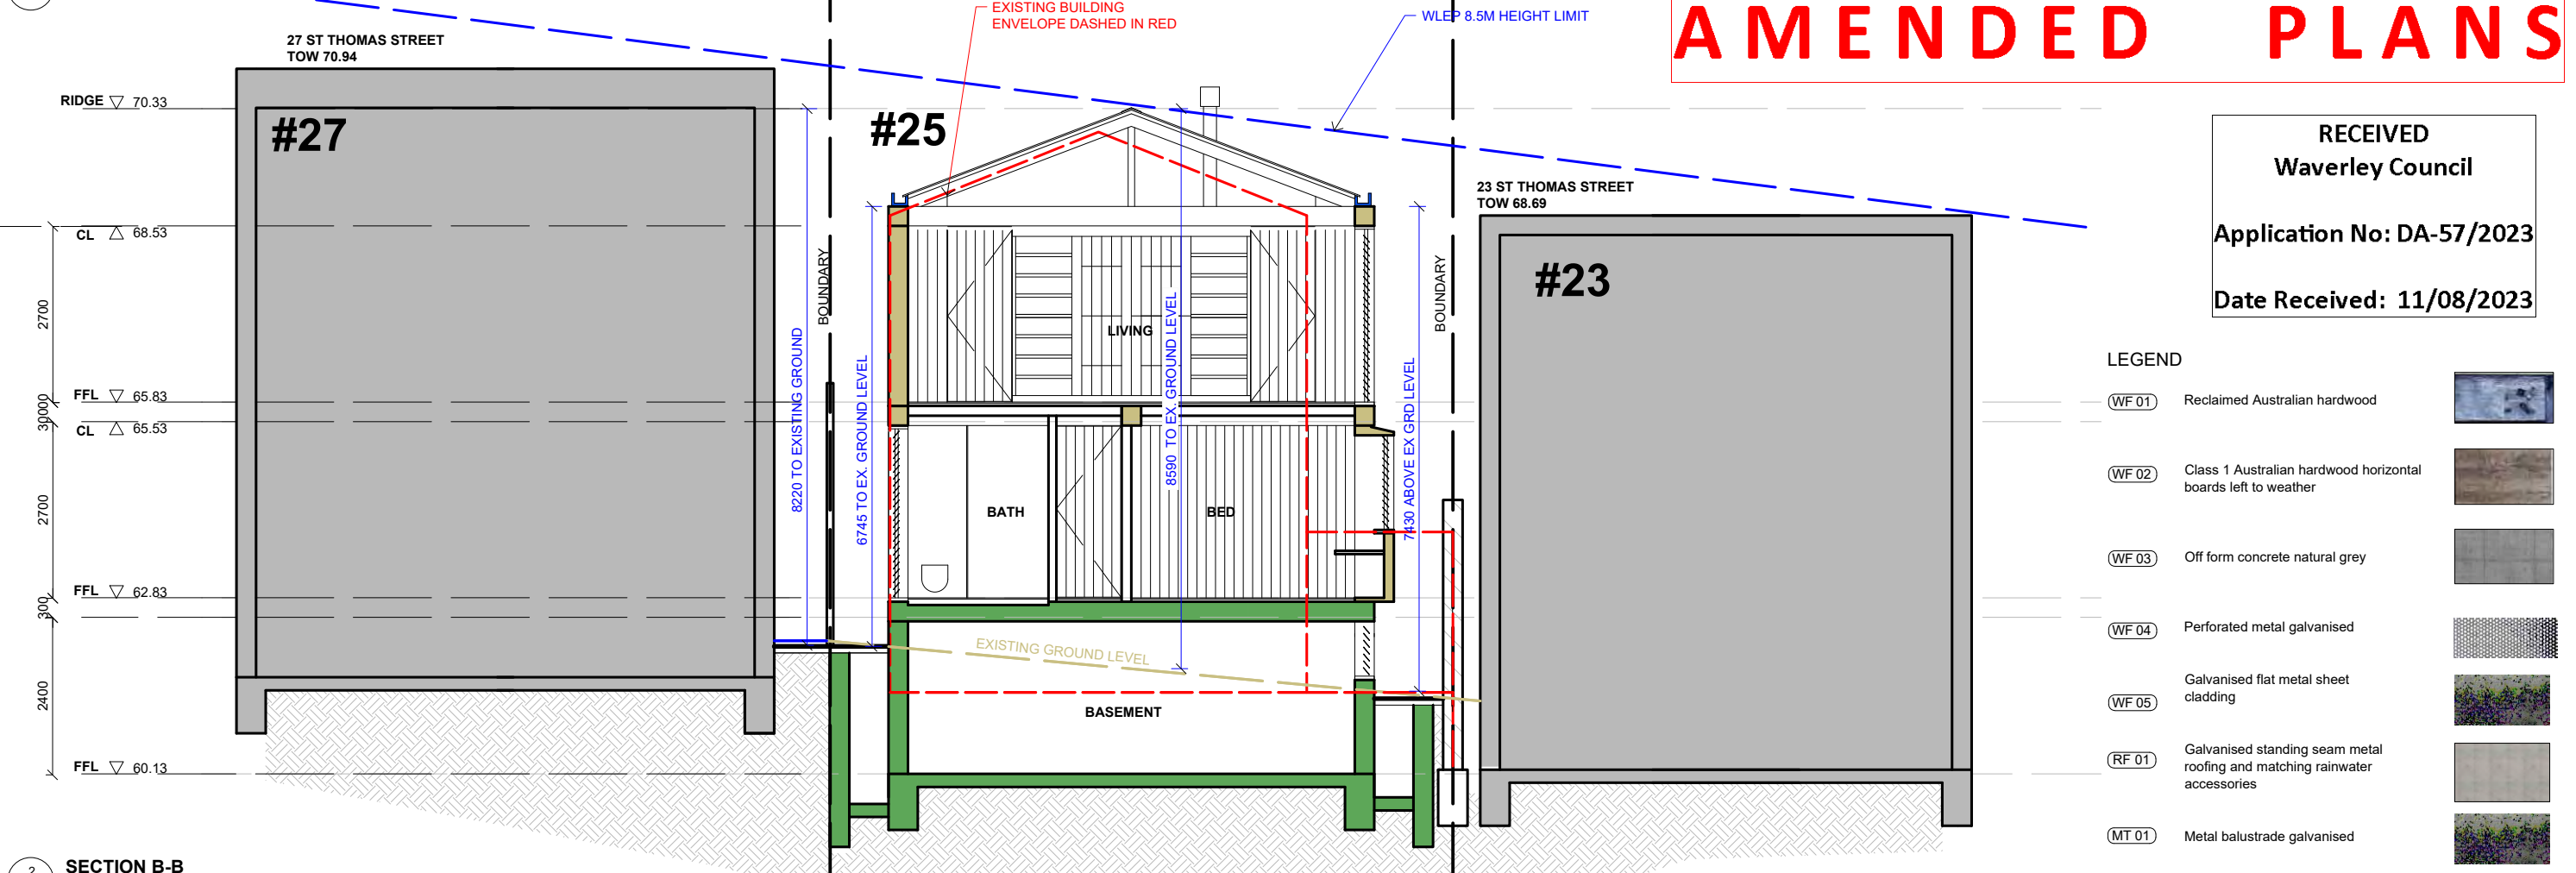 EXISTING BUILDING
ENVELOPE DASHED IN RED
WLEP 8.5M HEIGHT LIMIT
AMENDED PLANS
27 ST THOMAS STREET
TOW 70.94
RIDGE 70.33
#27
#25
RECEIVED
Waverley Council
Application No: DA-57/2023
Date Received: 11/08/2023
23 ST THOMAS STREET
TOW 68.69
#23
CL 68.53
2700
FFL 65.83
CL 65.53
2700
FFL 62.83
300
2400
FFL 60.13
BOUNDARY
8220 TO EXISTING GROUND
6745 TO EX. GROUND LEVEL
8590 TO EX. GROUND LEVEL
7430 ABOVE EX GRD LEVEL
BOUNDARY
LIVING
BATH
BED
EXISTING GROUND LEVEL
BASEMENT
LEGEND
WF 01 Reclaimed Australian hardwood
WF 02 Class 1 Australian hardwood horizontal
boards left to weather
WF 03 Off form concrete natural grey
WF 04 Perforated metal galvanised
WF 05 Galvanised flat metal sheet
cladding
RF 01 Galvanised standing seam metal
roofing and matching rainwater
accessories
MT 01 Metal balustrade galvanised
2 SECTION B-B